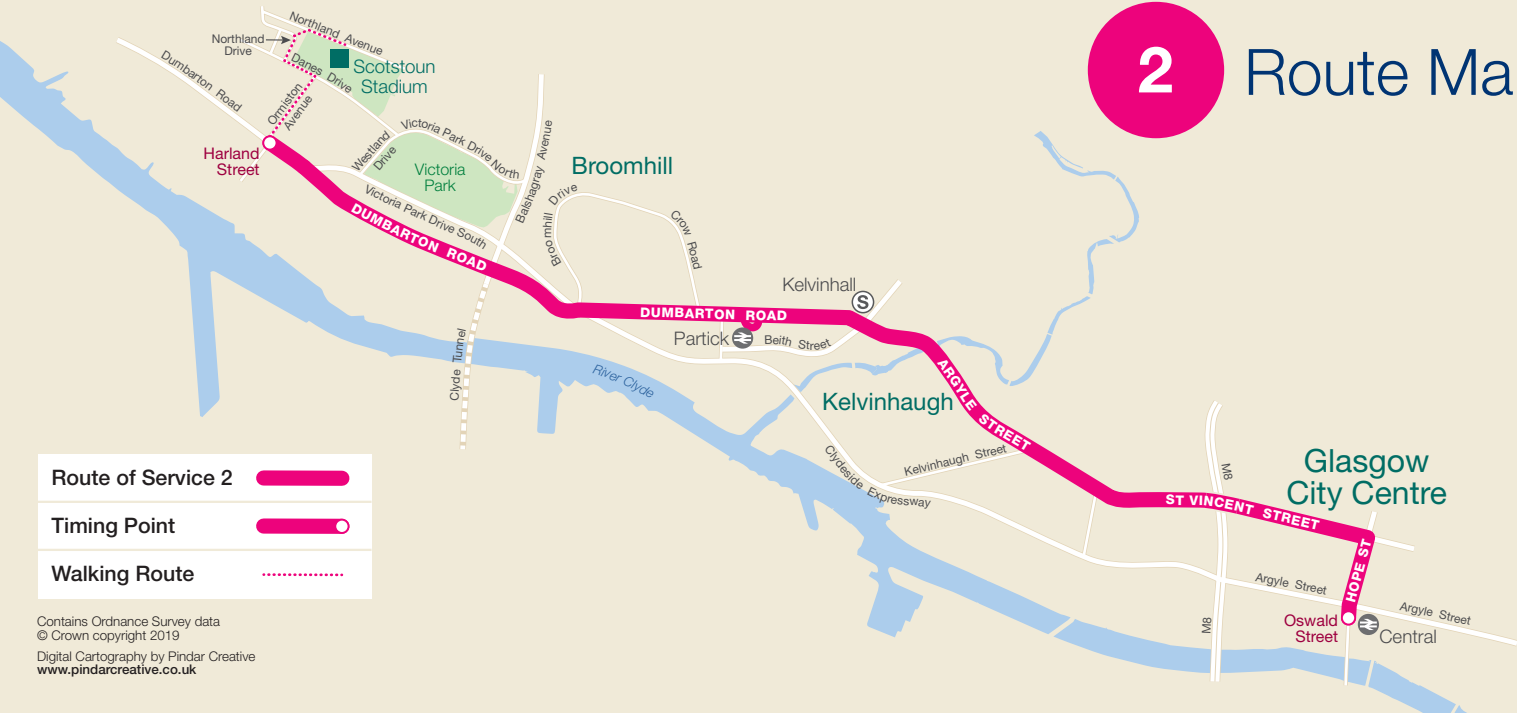 2
Route Ma
Northland Avenue
Northland
Drive
Dumbarton Road
Danes Drive
Scotstoun
Stadium
Ormiston
Avenue
Harland
Street
Westland
Drive
Victoria Park Drive North
Victoria
Park
Victoria Park Drive South
Balshagray Avenue
Broomhill
Broomhill Drive
Crow Road
DUMBARTON ROAD
DUMBARTON ROAD
Kelvinhall
S
Partick
Beith Street
Clyde Tunnel
River Clyde
Kelvinhaugh
ARGYLE STREET
Kelvinhaugh Street
Clydeside Expressway
M8
Glasgow
City Centre
ST VINCENT STREET
HOPE ST
Argyle Street
Argyle Street
M8
Oswald
Street
Central
Route of Service 2
Timing Point
Walking Route
Contains Ordnance Survey data
© Crown copyright 2019
Digital Cartography by Pindar Creative
www.pindarcreative.co.uk